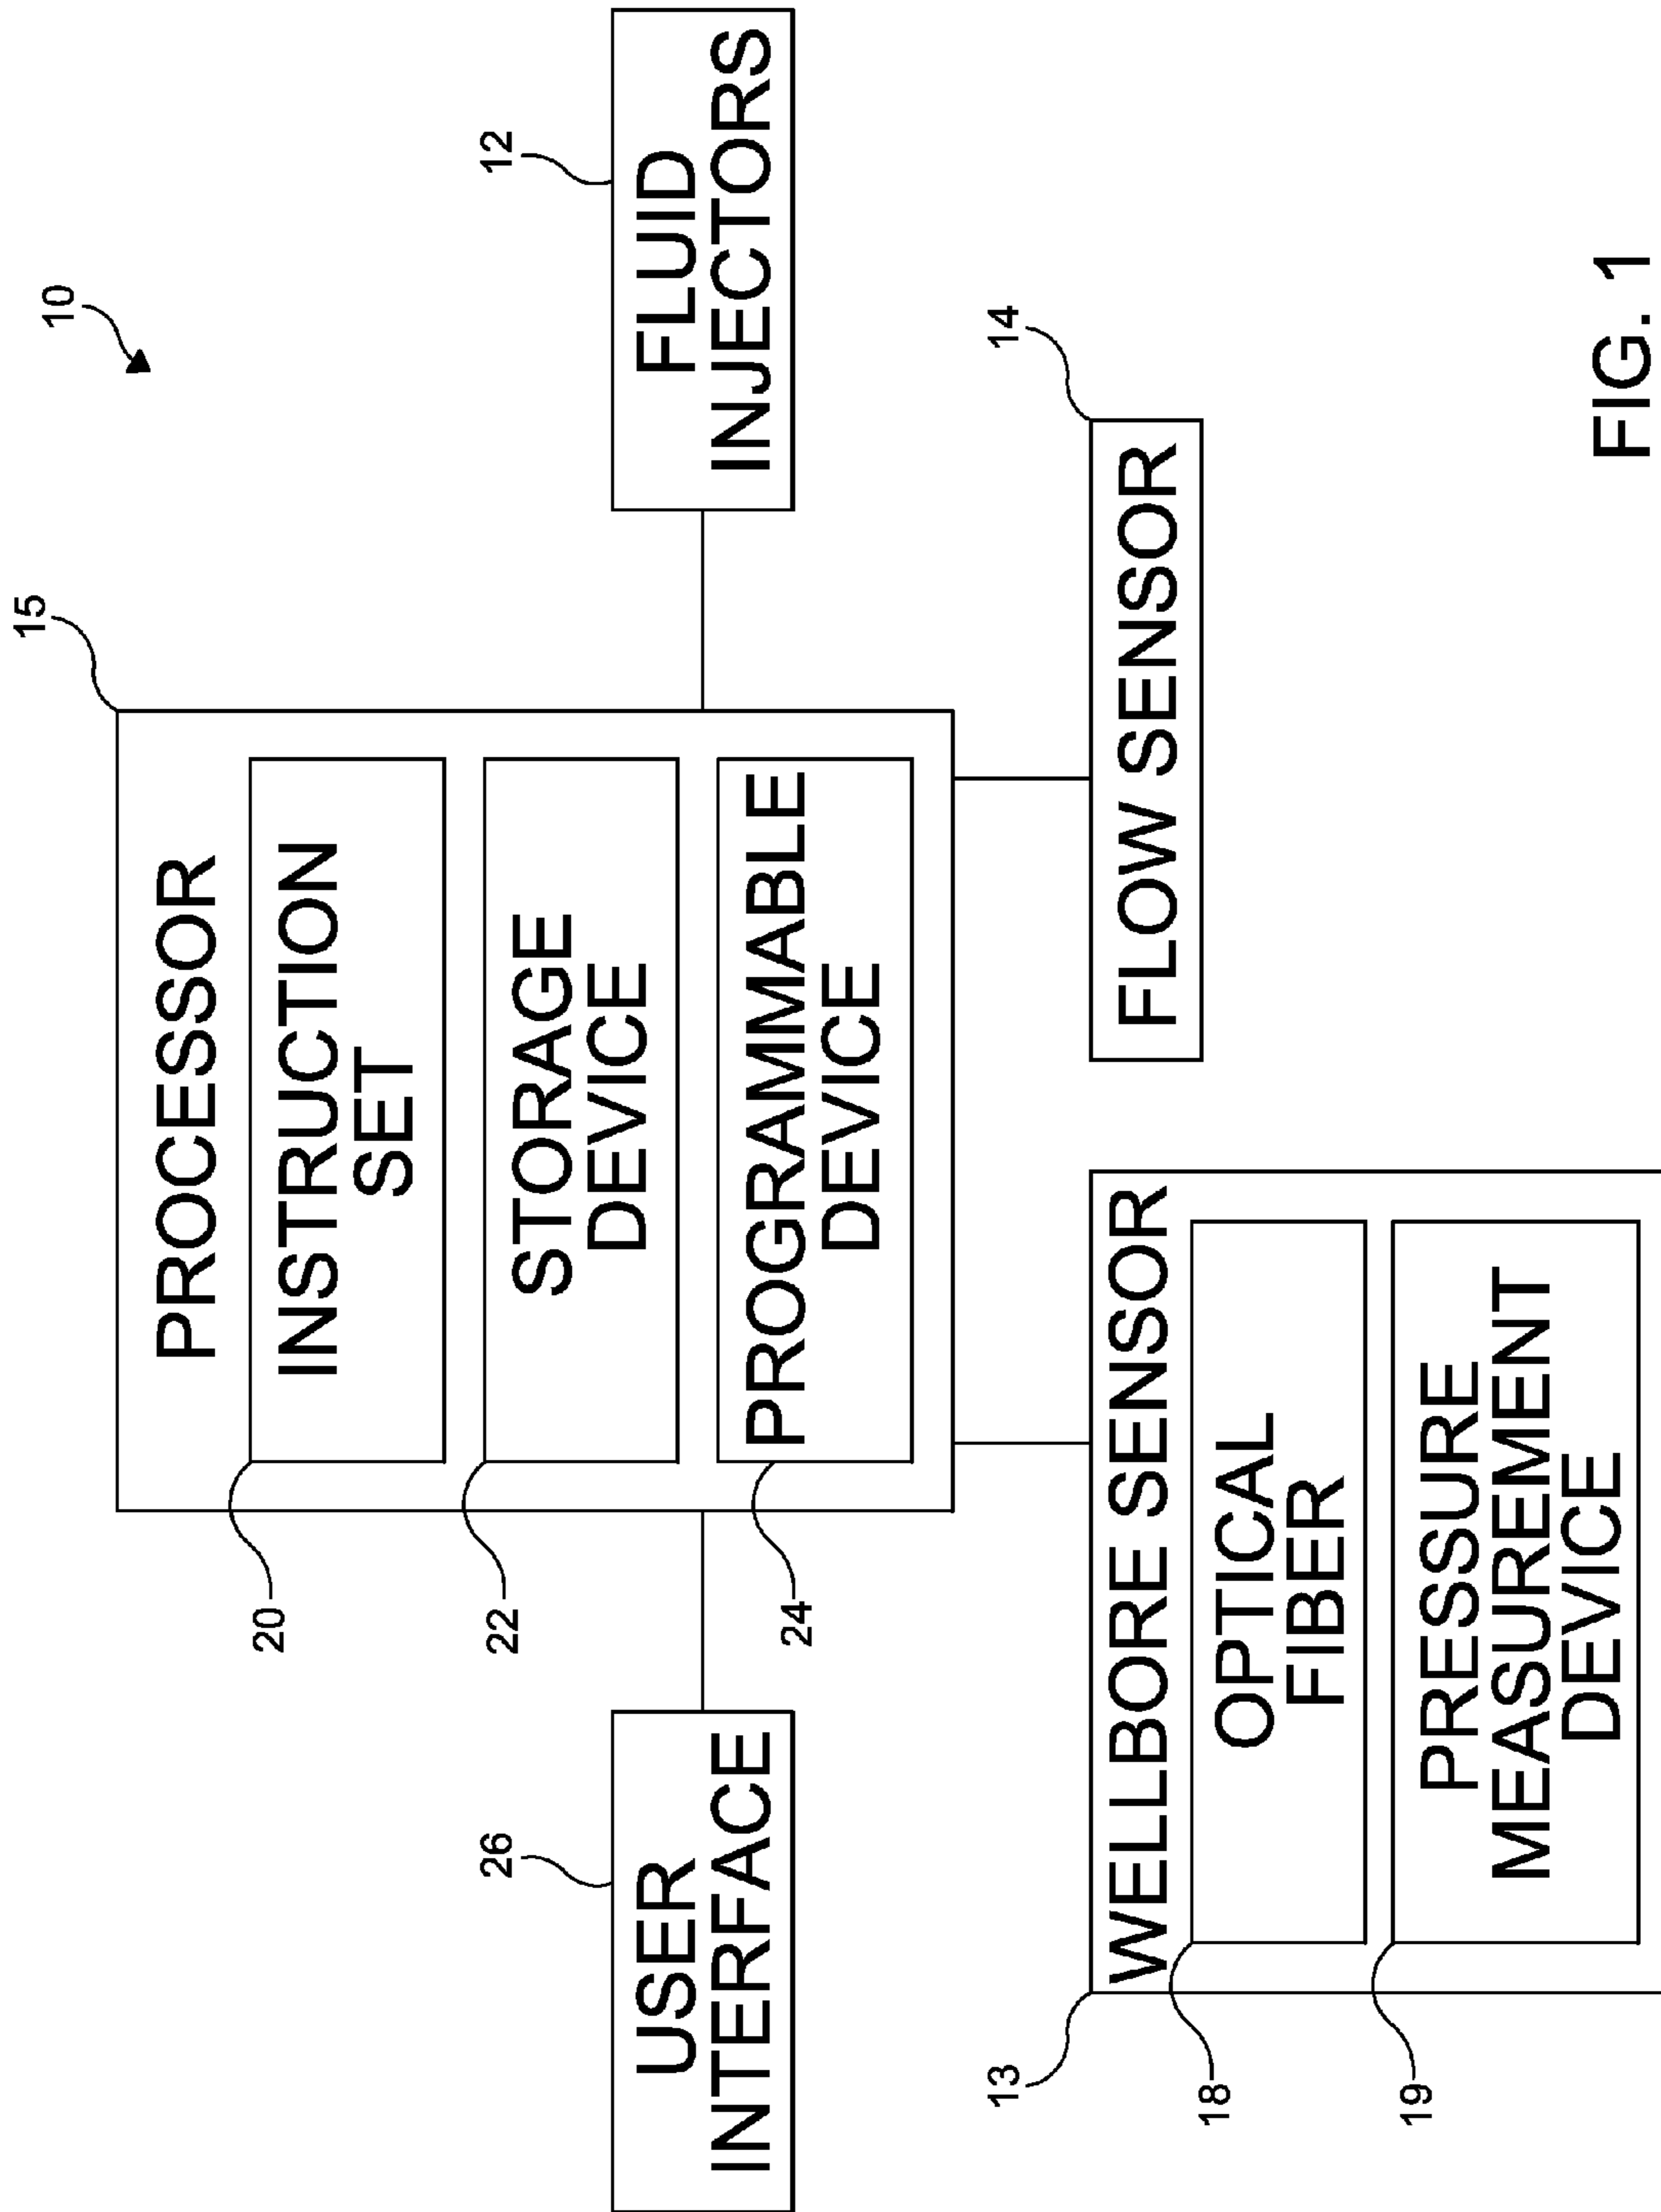 10
15
PROCESSOR
INSTRUCTION
SET
20
STORAGE
DEVICE
22
PROGRAMMABLE
DEVICE
24
26
USER
INTERFACE
12
FLUID
INJECTORS
13
WELLBORE SENSOR
18
OPTICAL
FIBER
19
PRESSURE
MEASUREMENT
DEVICE
14
FLOW SENSOR
FIG. 1